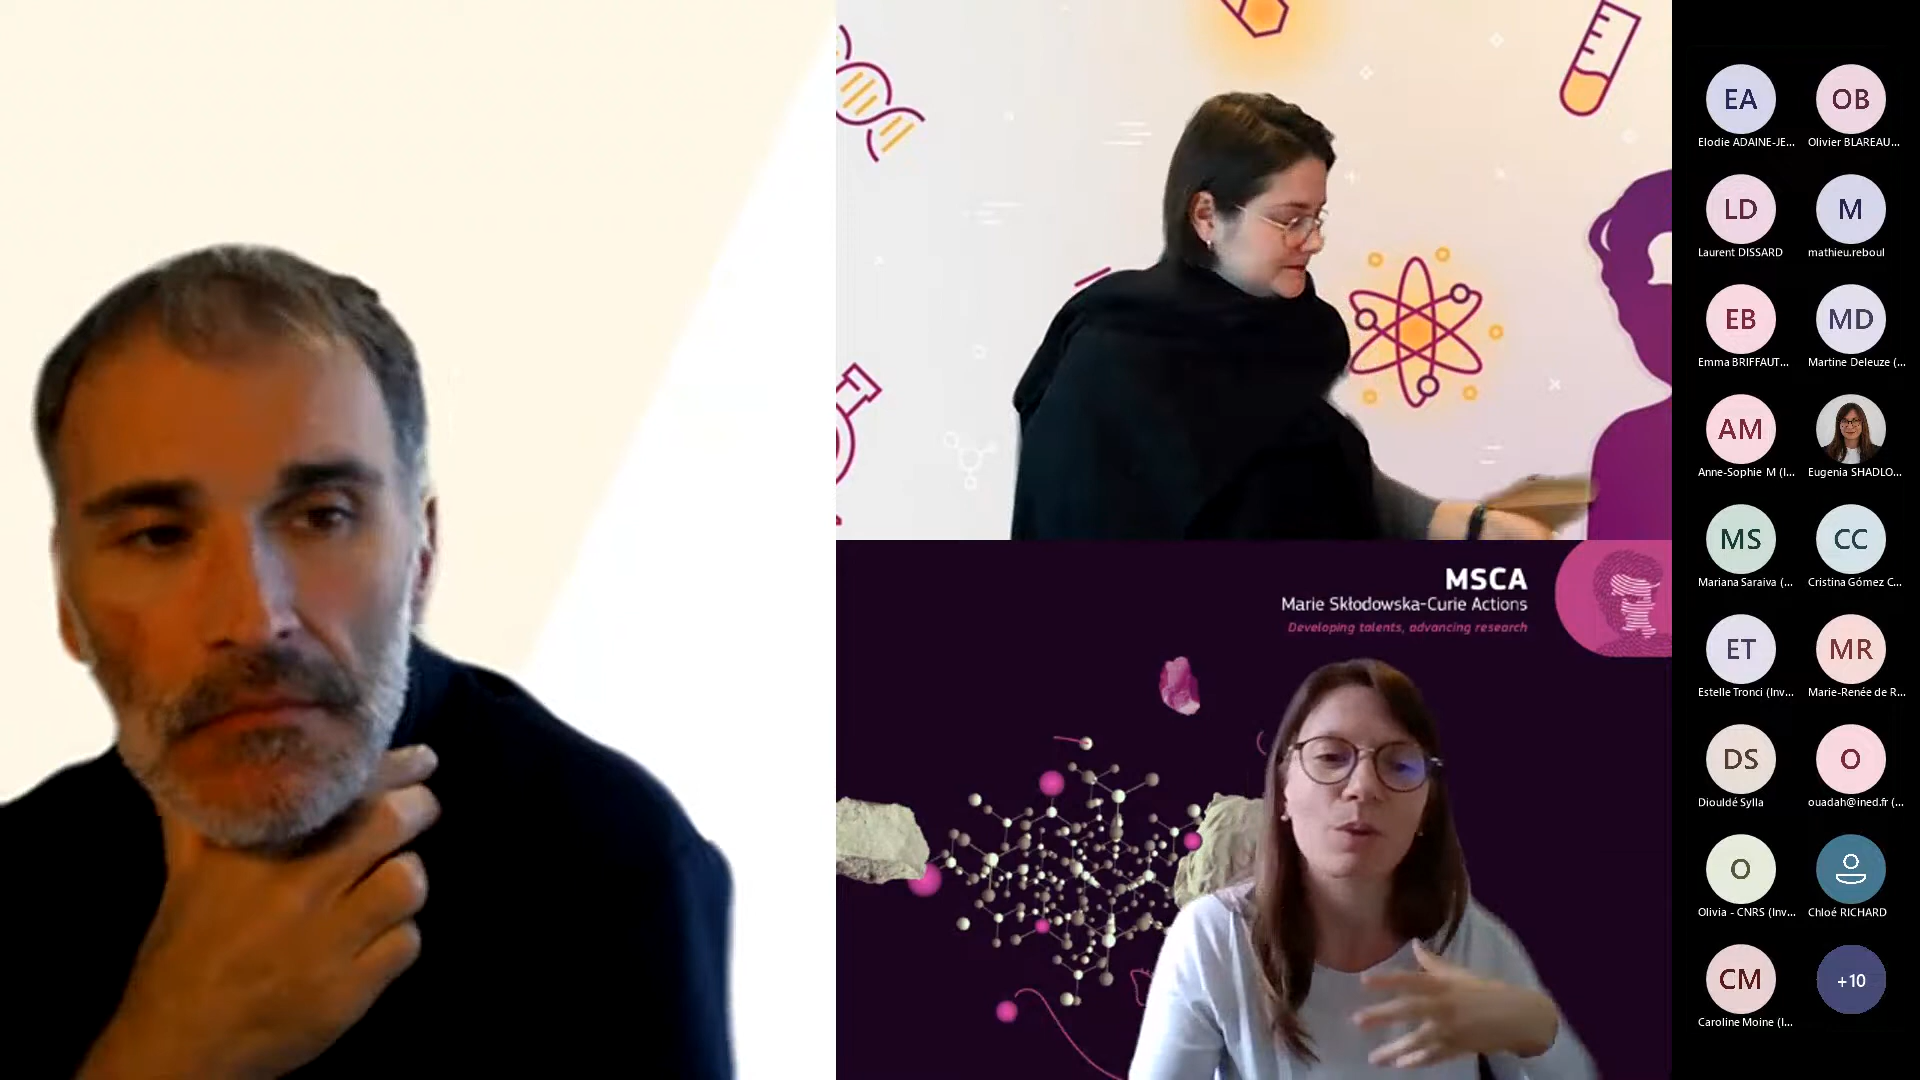 MSCA
Marie Skłodowska-Curie Actions
Developing talents, advancing research
EA
OB
Elodie ADAINE-JE...
Olivier BLAREAU...
LD
M
Laurent DISSARD
mathieu.reboul
EB
MD
Emma BRIFFAUT...
Martine Deleuze (...
AM
Anne-Sophie M (I...
Eugenia SHADLO...
MS
CC
Mariana Saraiva (...
Cristina Gómez C...
ET
MR
Estelle Tronci (Inv...
Marie-Renée de R...
DS
O
Diouldé Sylla
ouadah@ined.fr (...
O
Olivia - CNRS (Inv...
Chloé RICHARD
CM
+10
Caroline Moine (I...